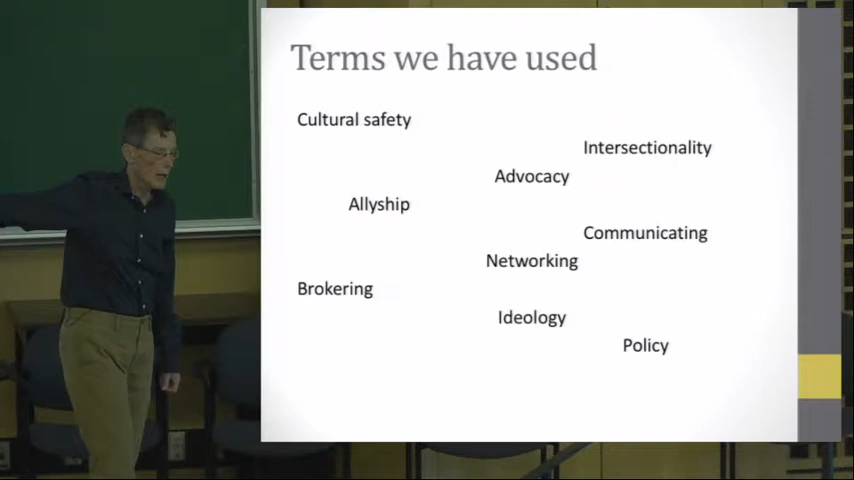 Terms we have used
Cultural safety
Intersectionality
Advocacy
Allyship
Communicating
Networking
Brokering
Ideology
Policy